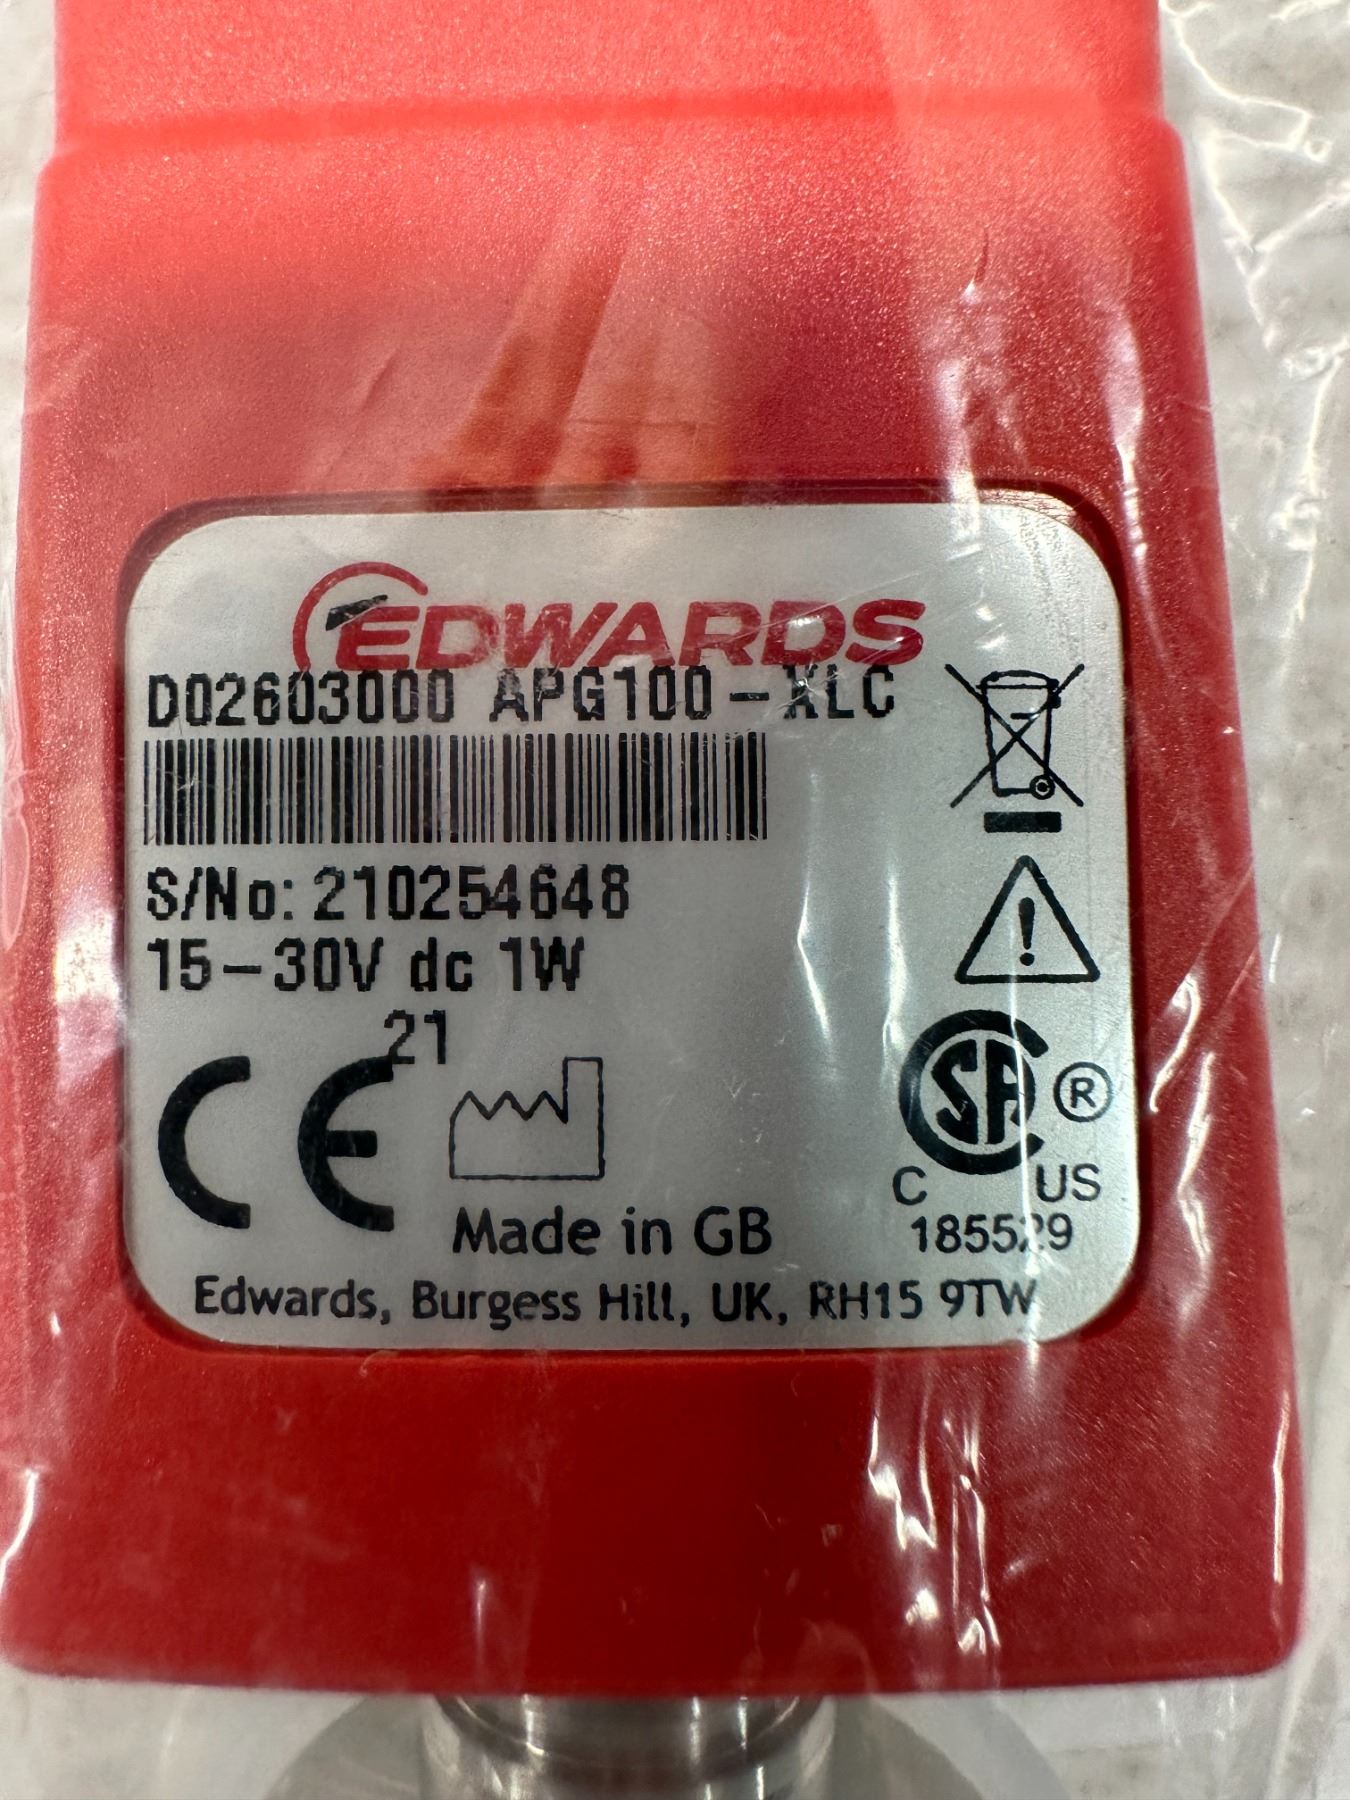 EDWARDS
D02603000 APG100-XLC
S/No: 210254648
15-30V dc 1W
21
CE
Made in GB
SA ®
C US
185529
Edwards, Burgess Hill, UK, RH15 9TW